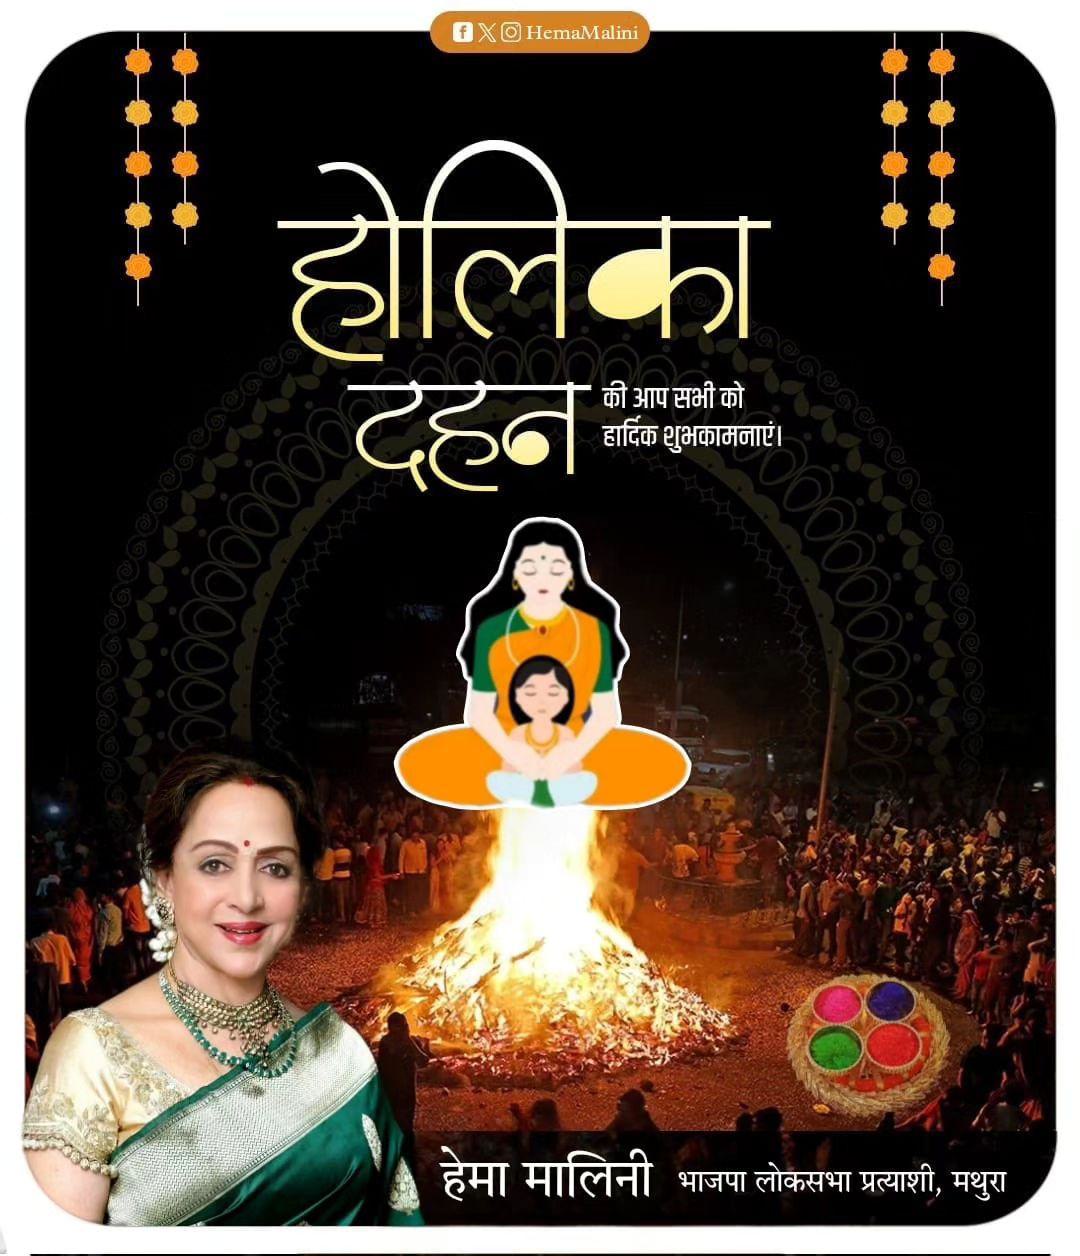 HemaMalini
होलिका
दहन
की आप सभी को
हार्दिक शुभकामनाएं।
हेमा मालिनी भाजपा लोकसभा प्रत्याशी, मथुरा